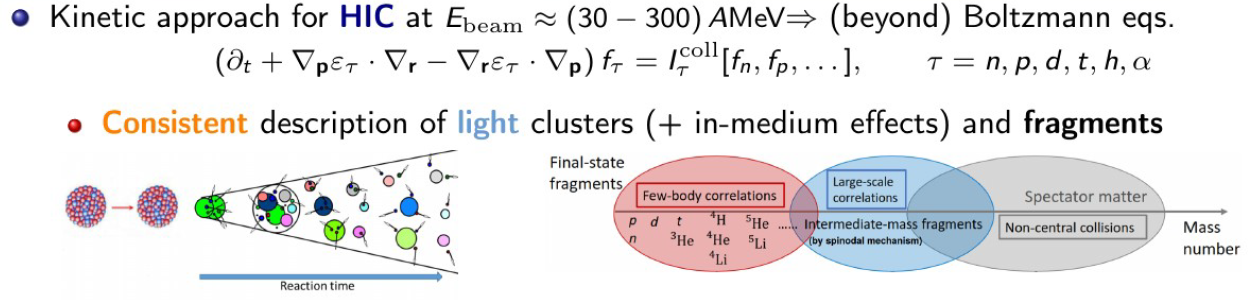 Kinetic approach for HIC at E_beam ≈ (30 − 300) AMeV⇒ (beyond) Boltzmann eqs.
(∂_t + ∇_p ε_τ · ∇_r − ∇_r ε_τ · ∇_p) f_τ = I_τ^coll[f_n, f_p, . . .], τ = n, p, d, t, h, α
Consistent description of light clusters (+ in-medium effects) and fragments
Reaction time
Final-state
fragments
Few-body correlations
p d t ⁴H ⁵He ......
n ³He ⁴He ⁵Li
⁴Li
Large-scale
correlations
Intermediate-mass fragments
(by spinodal mechanism)
Spectator matter
Non-central collisions
Mass
number